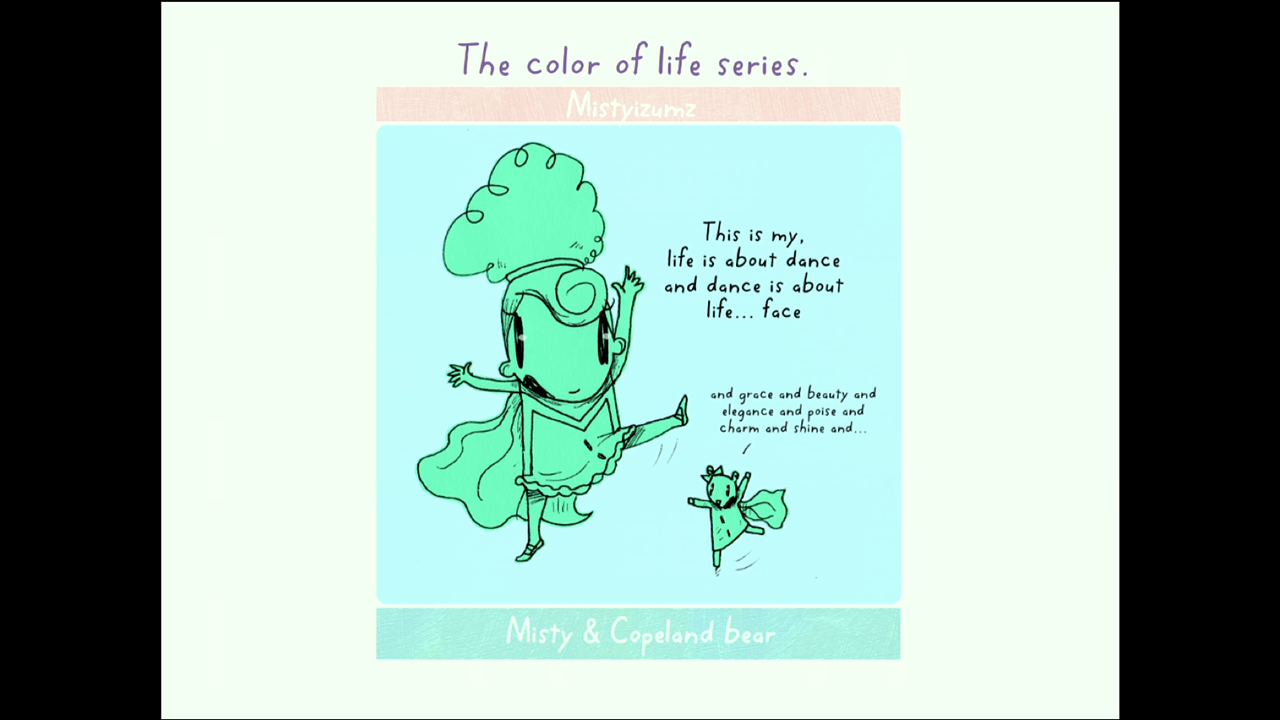 The color of life series.
Mistyizumz
This is my,
life is about dance
and dance is about
life... face
and grace and beauty and
elegance and poise and
charm and shine and...
Misty & Copeland bear